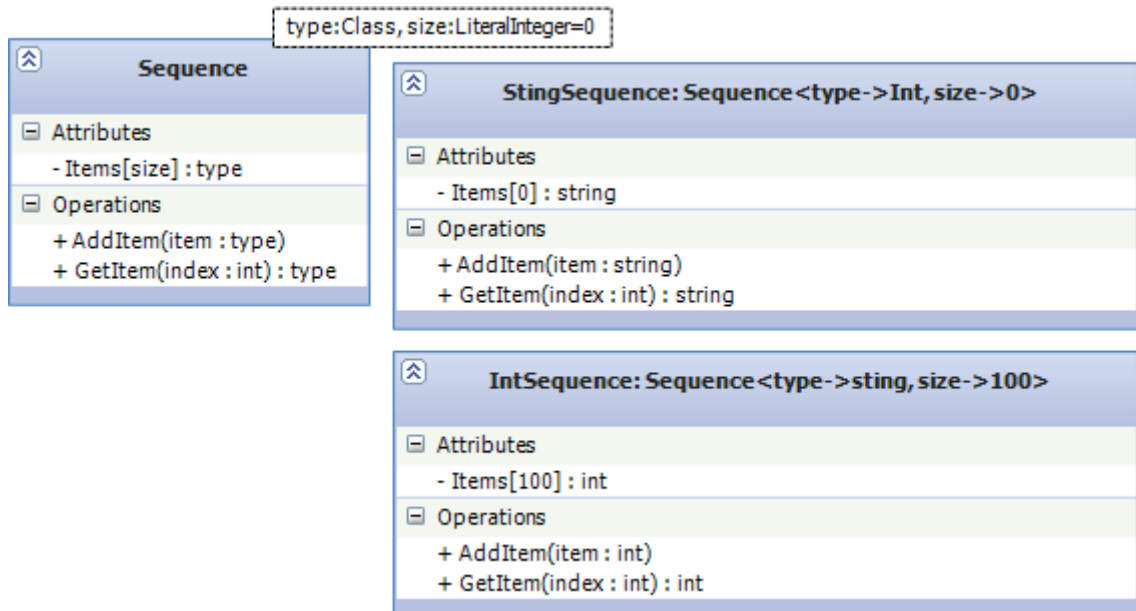 type:Class, size:LiteralInteger=0
Sequence
Attributes
- Items[size] : type
Operations
+ AddItem(item : type)
+ GetItem(index : int) : type
StingSequence: Sequence<type->Int, size->0>
Attributes
- Items[0] : string
Operations
+ AddItem(item : string)
+ GetItem(index : int) : string
IntSequence: Sequence<type->sting, size->100>
Attributes
- Items[100] : int
Operations
+ AddItem(item : int)
+ GetItem(index : int) : int